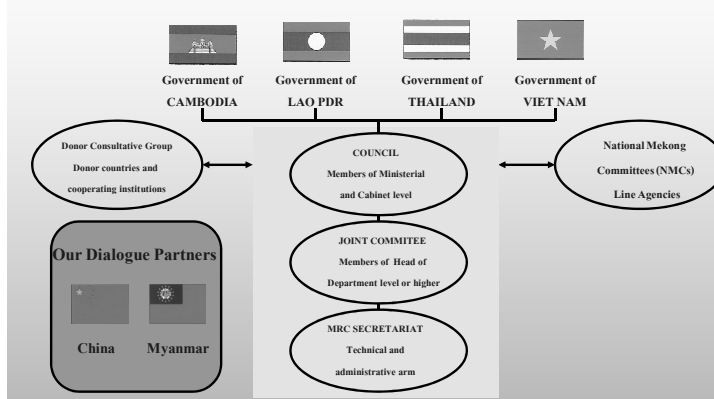 Government of
CAMBODIA
Government of
LAO PDR
Government of
THAILAND
Government of
VIET NAM
Donor Consultative Group
Donor countries and
cooperating institutions
COUNCIL
Members of Ministerial
and Cabinet level
National Mekong
Committees (NMCs)
Line Agencies
Our Dialogue Partners
China
Myanmar
JOINT COMMITEE
Members of Head of
Department level or higher
MRC SECRETARIAT
Technical and
administrative arm